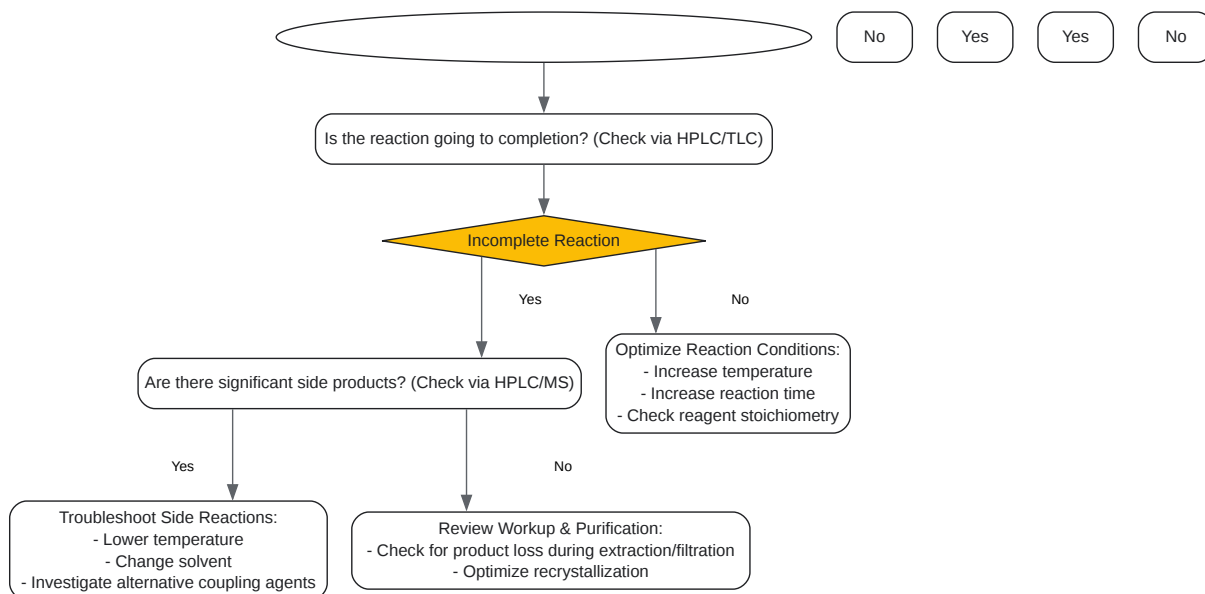 No
Yes
Yes
No
Is the reaction going to completion? (Check via HPLC/TLC)
Incomplete Reaction
Yes
No
Optimize Reaction Conditions:
- Increase temperature
- Increase reaction time
- Check reagent stoichiometry
Are there significant side products? (Check via HPLC/MS)
Yes
No
Troubleshoot Side Reactions:
- Lower temperature
- Change solvent
- Investigate alternative coupling agents
Review Workup & Purification:
- Check for product loss during extraction/filtration
- Optimize recrystallization